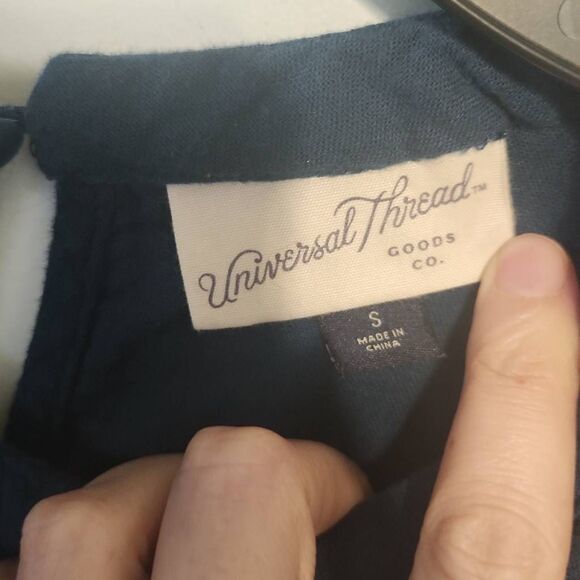 Universal Thread™
GOODS
CO.
S
MADE IN
CHINA